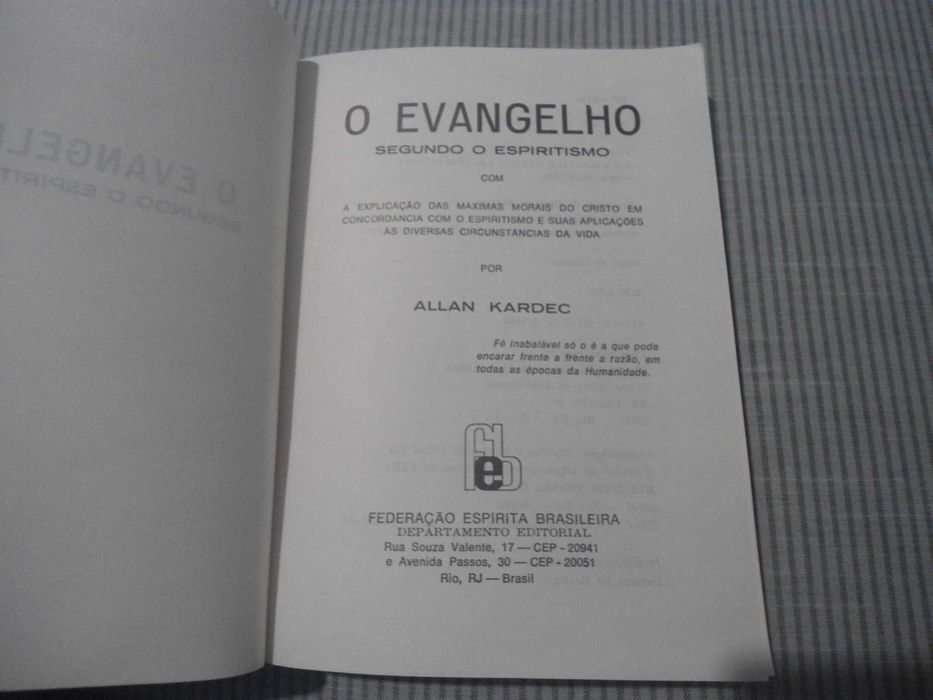 O EVANGELHO
SEGUNDO O ESPIRITISMO
COM
A EXPLICAÇÃO DAS MÁXIMAS MORAIS DO CRISTO EM
CONCORDÂNCIA COM O ESPIRITISMO E SUAS APLICAÇÕES
ÀS DIVERSAS CIRCUNSTÂNCIAS DA VIDA
POR
ALLAN KARDEC
Fé inabalável só o é a que pode
encarar frente a frente a razão, em
todas as épocas da Humanidade.
feb
FEDERAÇÃO ESPÍRITA BRASILEIRA
DEPARTAMENTO EDITORIAL
Rua Souza Valente, 17 — CEP - 20941
e Avenida Passos, 30 — CEP - 20051
Rio, RJ — Brasil